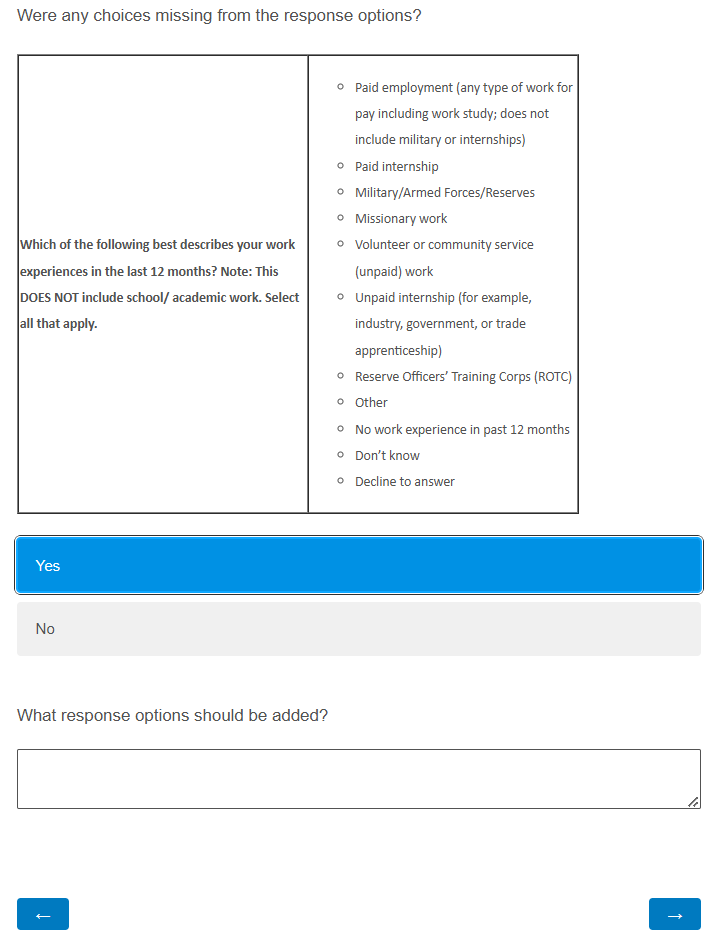 Were any choices missing from the response options?
Which of the following best describes your work
experiences in the last 12 months? Note: This
DOES NOT include school/ academic work. Select
all that apply.
Paid employment (any type of work for
pay including work study; does not
include military or internships)
Paid internship
Military/Armed Forces/Reserves
Missionary work
Volunteer or community service
(unpaid) work
Unpaid internship (for example,
industry, government, or trade
apprenticeship)
Reserve Officers’ Training Corps (ROTC)
Other
No work experience in past 12 months
Don’t know
Decline to answer
Yes
No
What response options should be added?
←
→